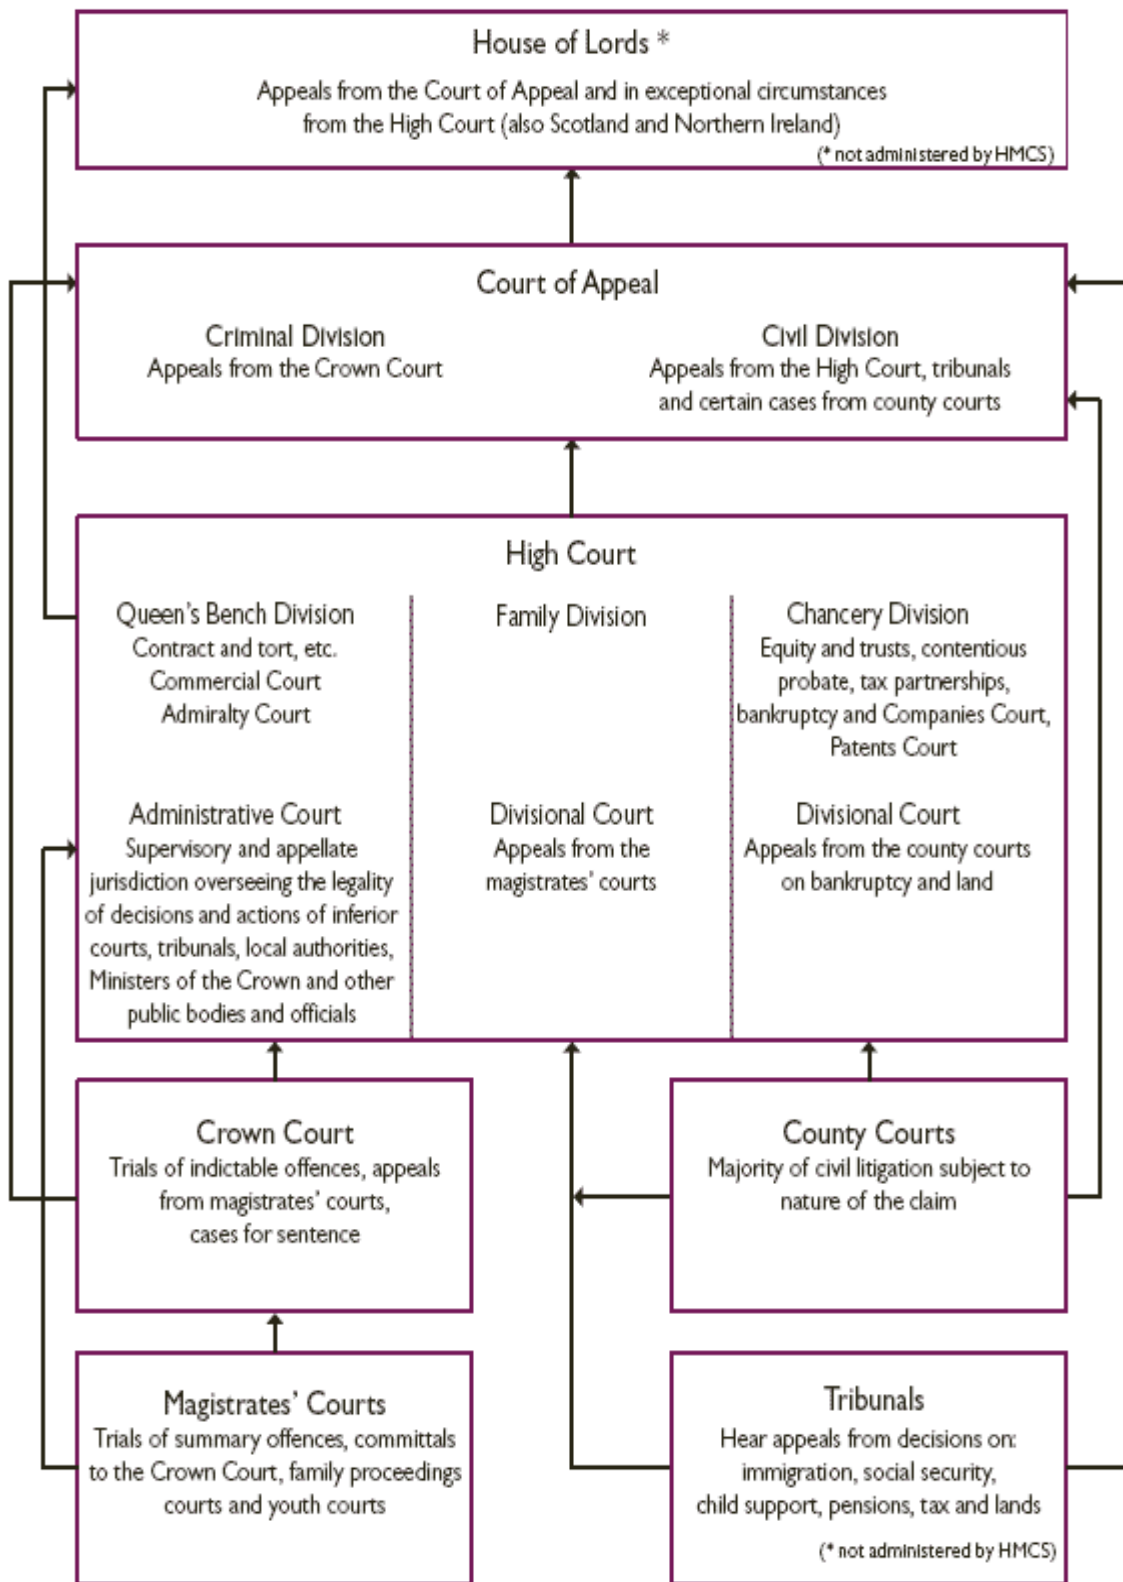 House of Lords *
Appeals from the Court of Appeal and in exceptional circumstances
from the High Court (also Scotland and Northern Ireland)
(* not administered by HMCS)
Court of Appeal
Criminal Division
Appeals from the Crown Court
Civil Division
Appeals from the High Court, tribunals
and certain cases from county courts
High Court
Queen's Bench Division
Contract and tort, etc.
Commercial Court
Admiralty Court
Family Division
Chancery Division
Equity and trusts, contentious
probate, tax partnerships,
bankruptcy and Companies Court,
Patents Court
Administrative Court
Supervisory and appellate
jurisdiction overseeing the legality
of decisions and actions of inferior
courts, tribunals, local authorities,
Ministers of the Crown and other
public bodies and officials
Divisional Court
Appeals from the
magistrates' courts
Divisional Court
Appeals from the county courts
on bankruptcy and land
Crown Court
Trials of indictable offences, appeals
from magistrates' courts,
cases for sentence
County Courts
Majority of civil litigation subject to
nature of the claim
Magistrates' Courts
Trials of summary offences, committals
to the Crown Court, family proceedings
courts and youth courts
Tribunals
Hear appeals from decisions on:
immigration, social security,
child support, pensions, tax and lands
(* not administered by HMCS)